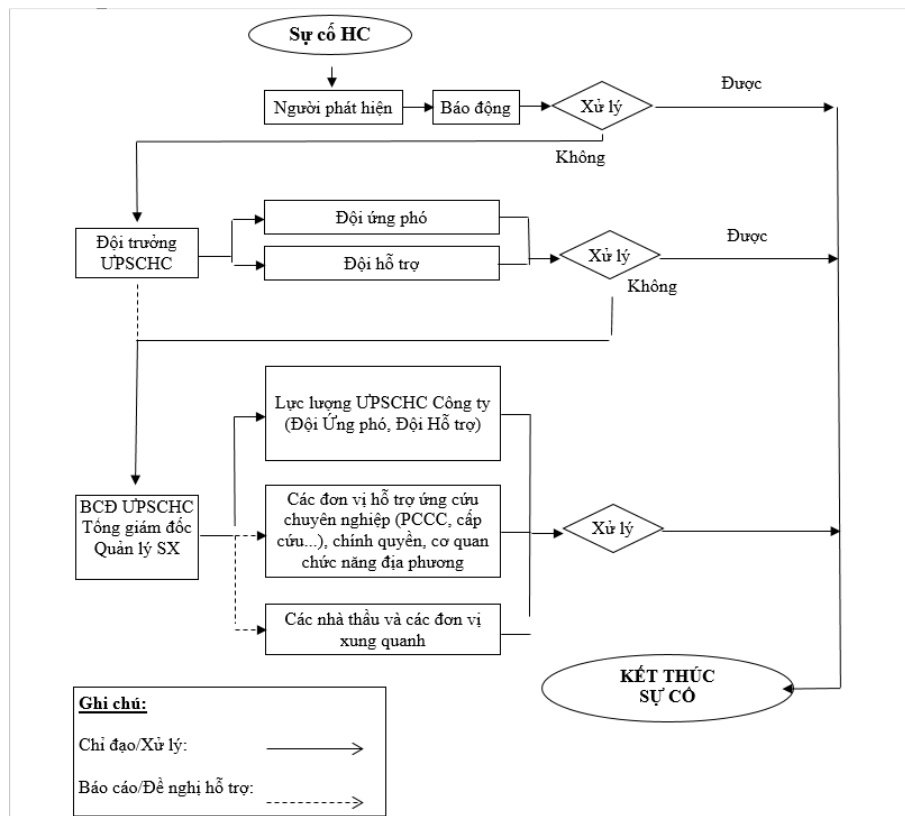 Sự cố HC
Người phát hiện
Báo động
Xử lý
Được
Không
Đội trưởng
ƯPSCHC
Đội ứng phó
Đội hỗ trợ
Xử lý
Được
Không
Lực lượng ƯPSCHC Công ty
(Đội Ứng phó, Đội Hỗ trợ)
BCĐ ƯPSCHC
Tổng giám đốc
Quản lý SX
Các đơn vị hỗ trợ ứng cứu
chuyên nghiệp (PCCC, cấp
cứu...), chính quyền, cơ quan
chức năng địa phương
Xử lý
Các nhà thầu và các đơn vị
xung quanh
KẾT THÚC
SỰ CỐ
Ghi chú:
Chỉ đạo/Xử lý:
Báo cáo/Đề nghị hỗ trợ: